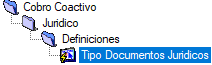 Cobro Coactivo
Juridico
Definiciones
Tipo Documentos Juridicos